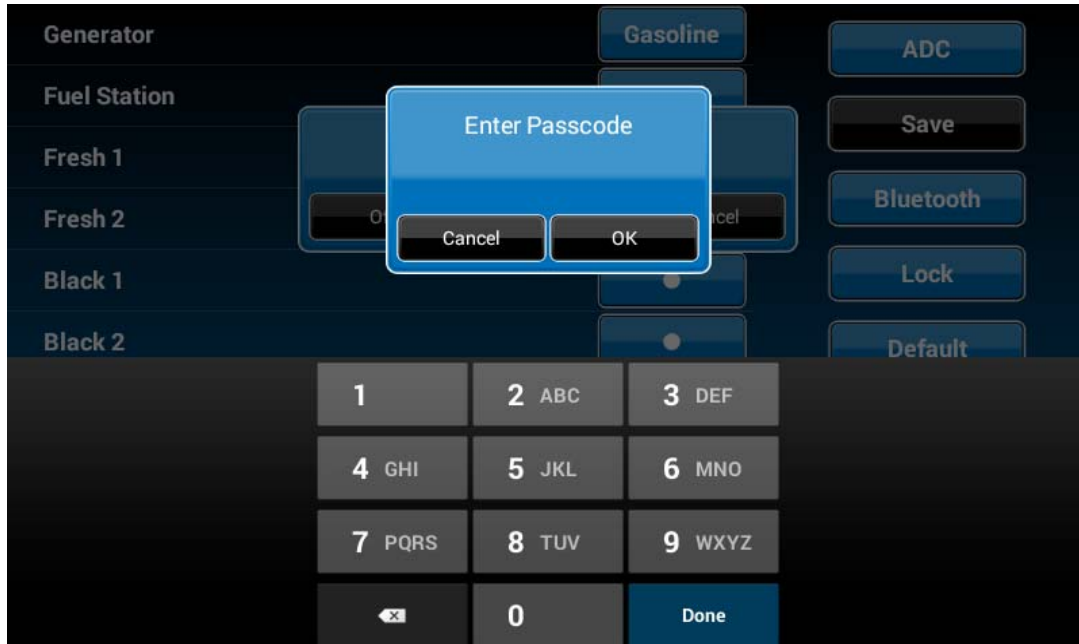 Generator
Gasoline
ADC
Fuel Station
Enter Passcode
Save
Fresh 1
Bluetooth
Fresh 2
Cancel
OK
Black 1
Lock
Black 2
Default
1
2 ABC
3 DEF
4 GHI
5 JKL
6 MNO
7 PQRS
8 TUV
9 WXYZ
0
Done